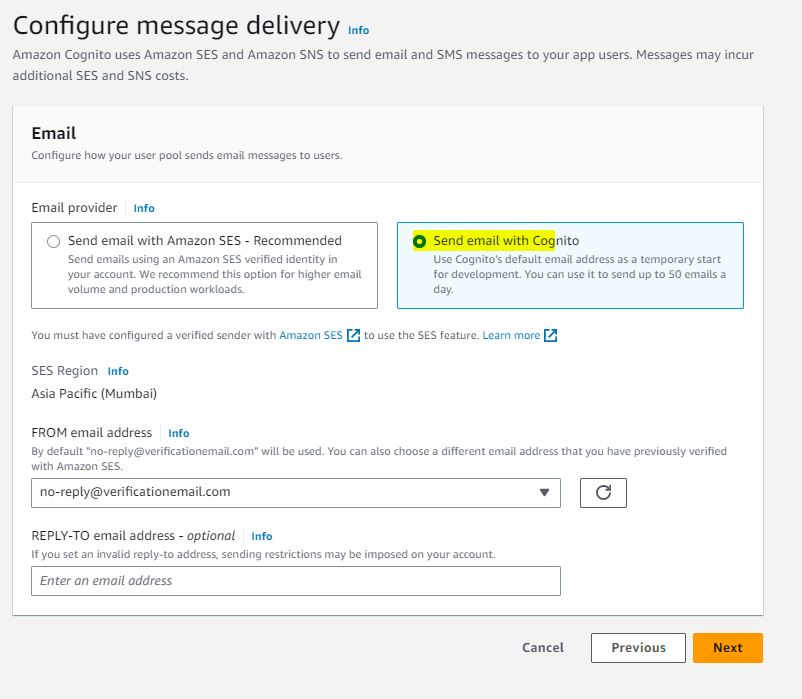 Configure message delivery Info
Amazon Cognito uses Amazon SES and Amazon SNS to send email and SMS messages to your app users. Messages may incur
additional SES and SNS costs.
Email
Configure how your user pool sends email messages to users.
Email provider Info
Send email with Amazon SES - Recommended
Send emails using an Amazon SES verified identity in
your account. We recommend this option for higher email
volume and production workloads.
Send email with Cognito
Use Cognito's default email address as a temporary start
for development. You can use it to send up to 50 emails a
day.
You must have configured a verified sender with Amazon SES to use the SES feature. Learn more
SES Region Info
Asia Pacific (Mumbai)
FROM email address Info
By default "no-reply@verificationemail.com" will be used. You can also choose a different email address that you have previously verified
with Amazon SES.
no-reply@verificationemail.com
REPLY-TO email address - optional Info
If you set an invalid reply-to address, sending restrictions may be imposed on your account.
Enter an email address
Cancel Previous Next